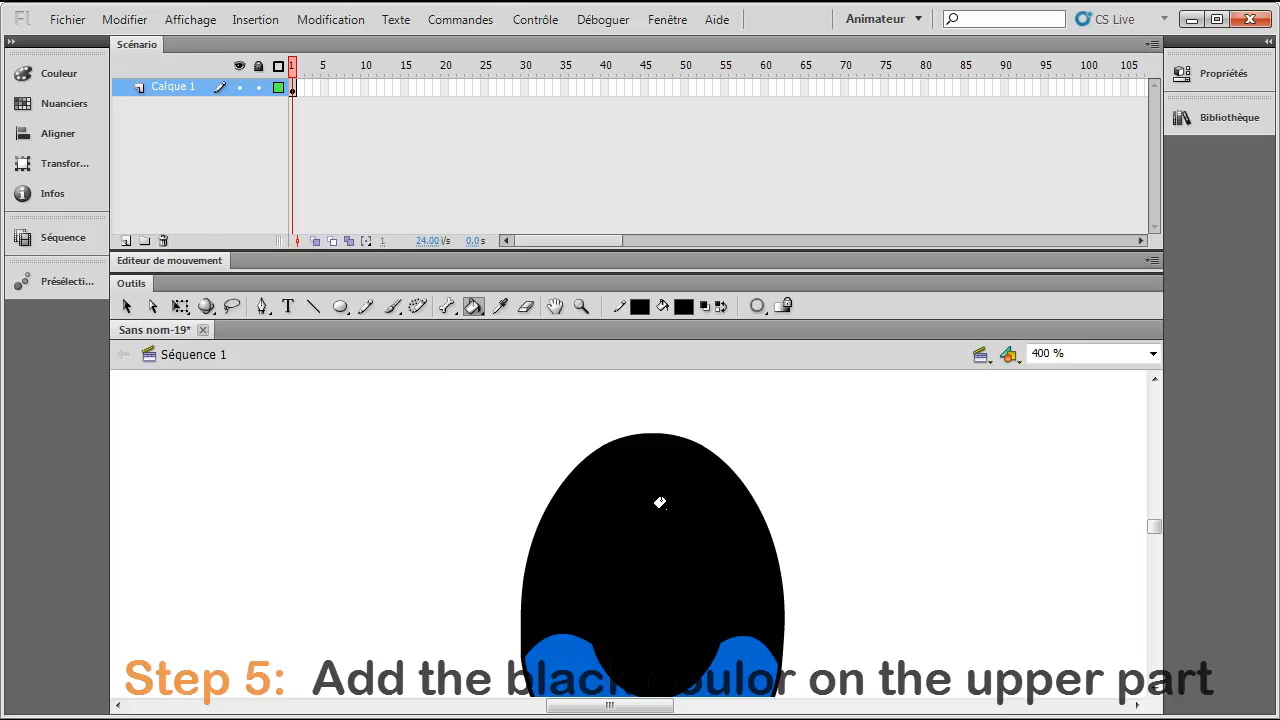 Fl Fichier Modifier Affichage Insertion Modification Texte Commandes Contrôle Déboguer Fenêtre Aide Animateur CS Live
Scénario
1 5 10 15 20 25 30 35 40 45 50 55 60 65 70 75 80 85 90 95 100 105
Calque 1
Couleur
Nuanciers
Aligner
Transfor...
Infos
Séquence
Présélecti...
Propriétés
Bibliothèque
1 24.00 i/s 0.0 s
Editeur de mouvement
Outils
Sans nom-19*
Séquence 1
400 %
Step 5: Add the black on the upper part